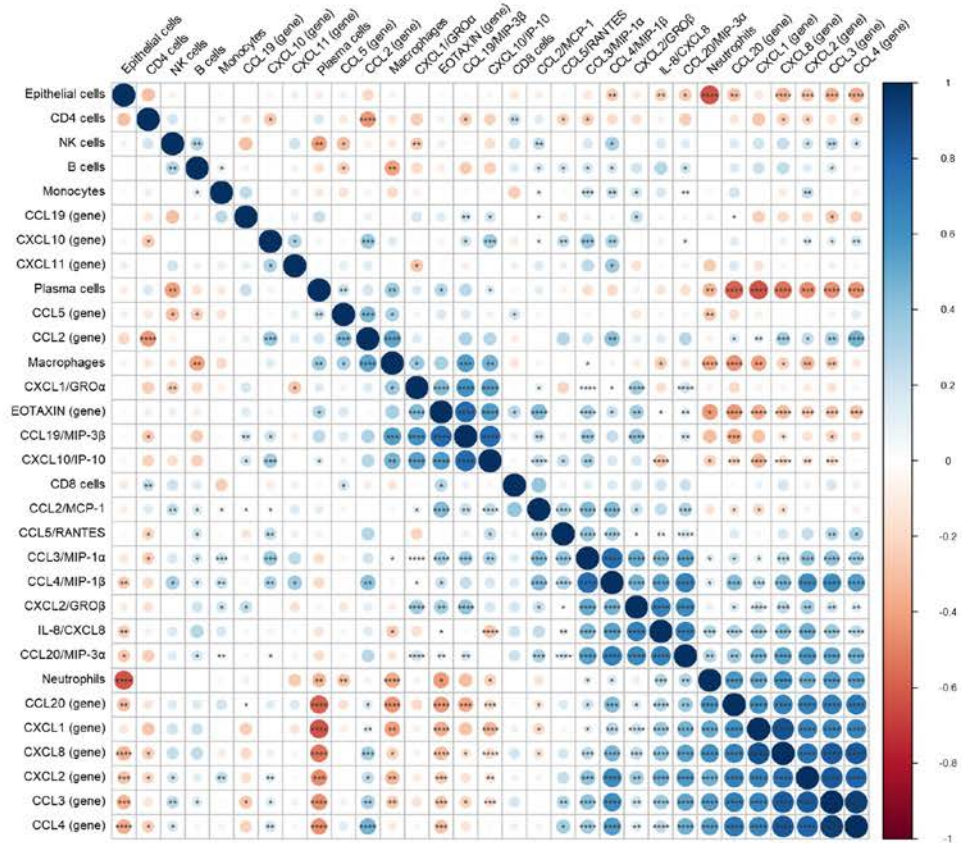 Epithelial cells
CD4 cells
NK cells
B cells
Monocytes
CCL19 (gene)
CXCL10 (gene)
CXCL11 (gene)
Plasma cells
CCL5 (gene)
CCL2 (gene)
Macrophages
CXCL1/GROα
EOTAXIN (gene)
CCL19/MIP-3β
CXCL10/IP-10
CD8 cells
CCL2/MCP-1
CCL5/RANTES
CCL3/MIP-1α
CCL4/MIP-1β
CXCL2/GROβ
IL-8/CXCL8
CCL20/MIP-3α
Neutrophils
CCL20 (gene)
CXCL1 (gene)
CXCL8 (gene)
CXCL2 (gene)
CCL3 (gene)
CCL4 (gene)
Epithelial cells
CD4 cells
NK cells
B cells
Monocytes
CCL19 (gene)
CXCL10 (gene)
CXCL11 (gene)
Plasma cells
CCL5 (gene)
CCL2 (gene)
Macrophages
CXCL1/GROα
EOTAXIN (gene)
CCL19/MIP-3β
CXCL10/IP-10
CD8 cells
CCL2/MCP-1
CCL5/RANTES
CCL3/MIP-1α
CCL4/MIP-1β
CXCL2/GROβ
IL-8/CXCL8
CCL20/MIP-3α
Neutrophils
CCL20 (gene)
CXCL1 (gene)
CXCL8 (gene)
CXCL2 (gene)
CCL3 (gene)
CCL4 (gene)
1
0.8
0.6
0.4
0.2
0
-0.2
-0.4
-0.6
-0.8
-1